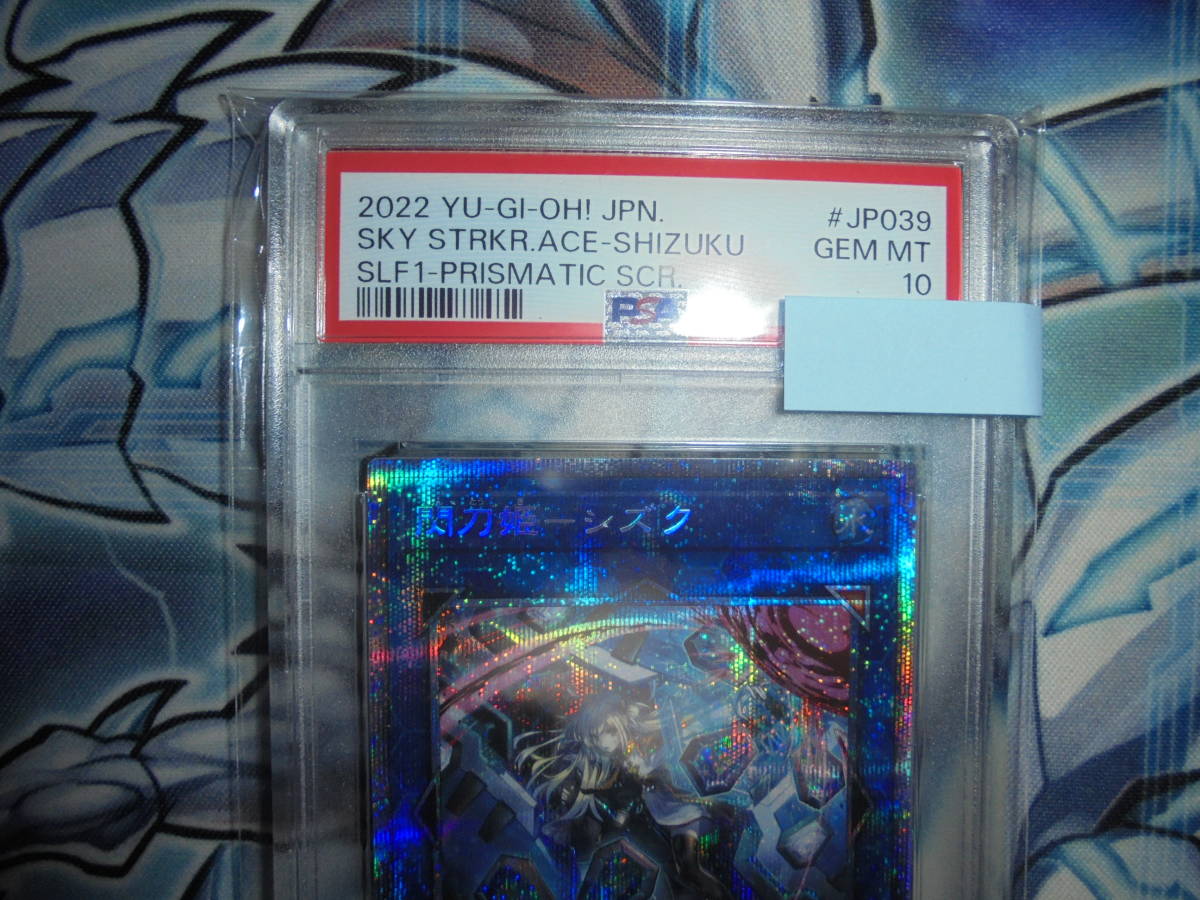 2022 YU-GI-OH! JPN. #JP039
SKY STRKR.ACE-SHIZUKU GEM MT
SLF1-PRISMATIC SCR. 10
PSA
閃刀姫-シズク